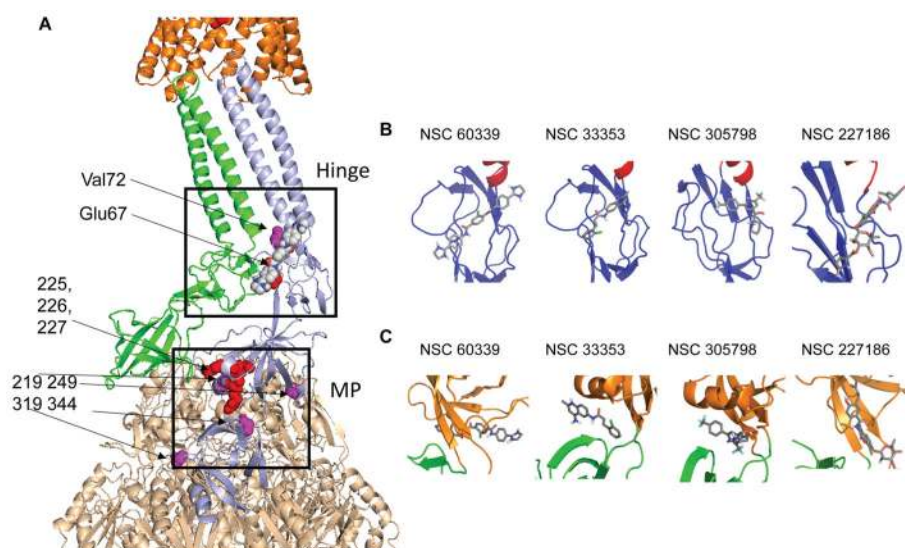 A
Hinge
Val72
Glu67
225,
226,
227
219 249
319 344
MP
B
NSC 60339 NSC 33353 NSC 305798 NSC 227186
C
NSC 60339 NSC 33353 NSC 305798 NSC 227186